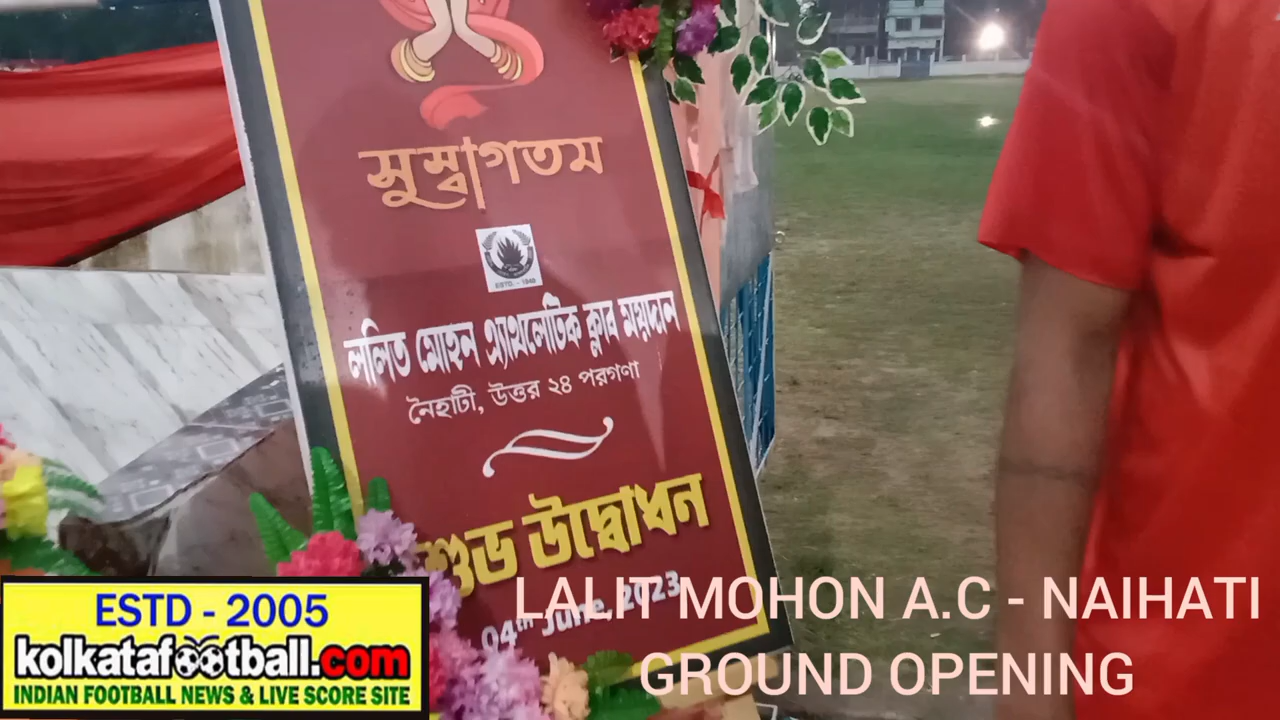 সুস্বাগতম
ESTD. - 1949
ললিত মোহন এ্যাথলেটিক ক্লাব ময়দান
নৈহাটী, উত্তর ২৪ পরগণা
শুভ উদ্বোধন
04th June, 2023
LALIT MOHON A.C - NAIHATI
GROUND OPENING
ESTD - 2005
kolkatafootball.com
INDIAN FOOTBALL NEWS & LIVE SCORE SITE